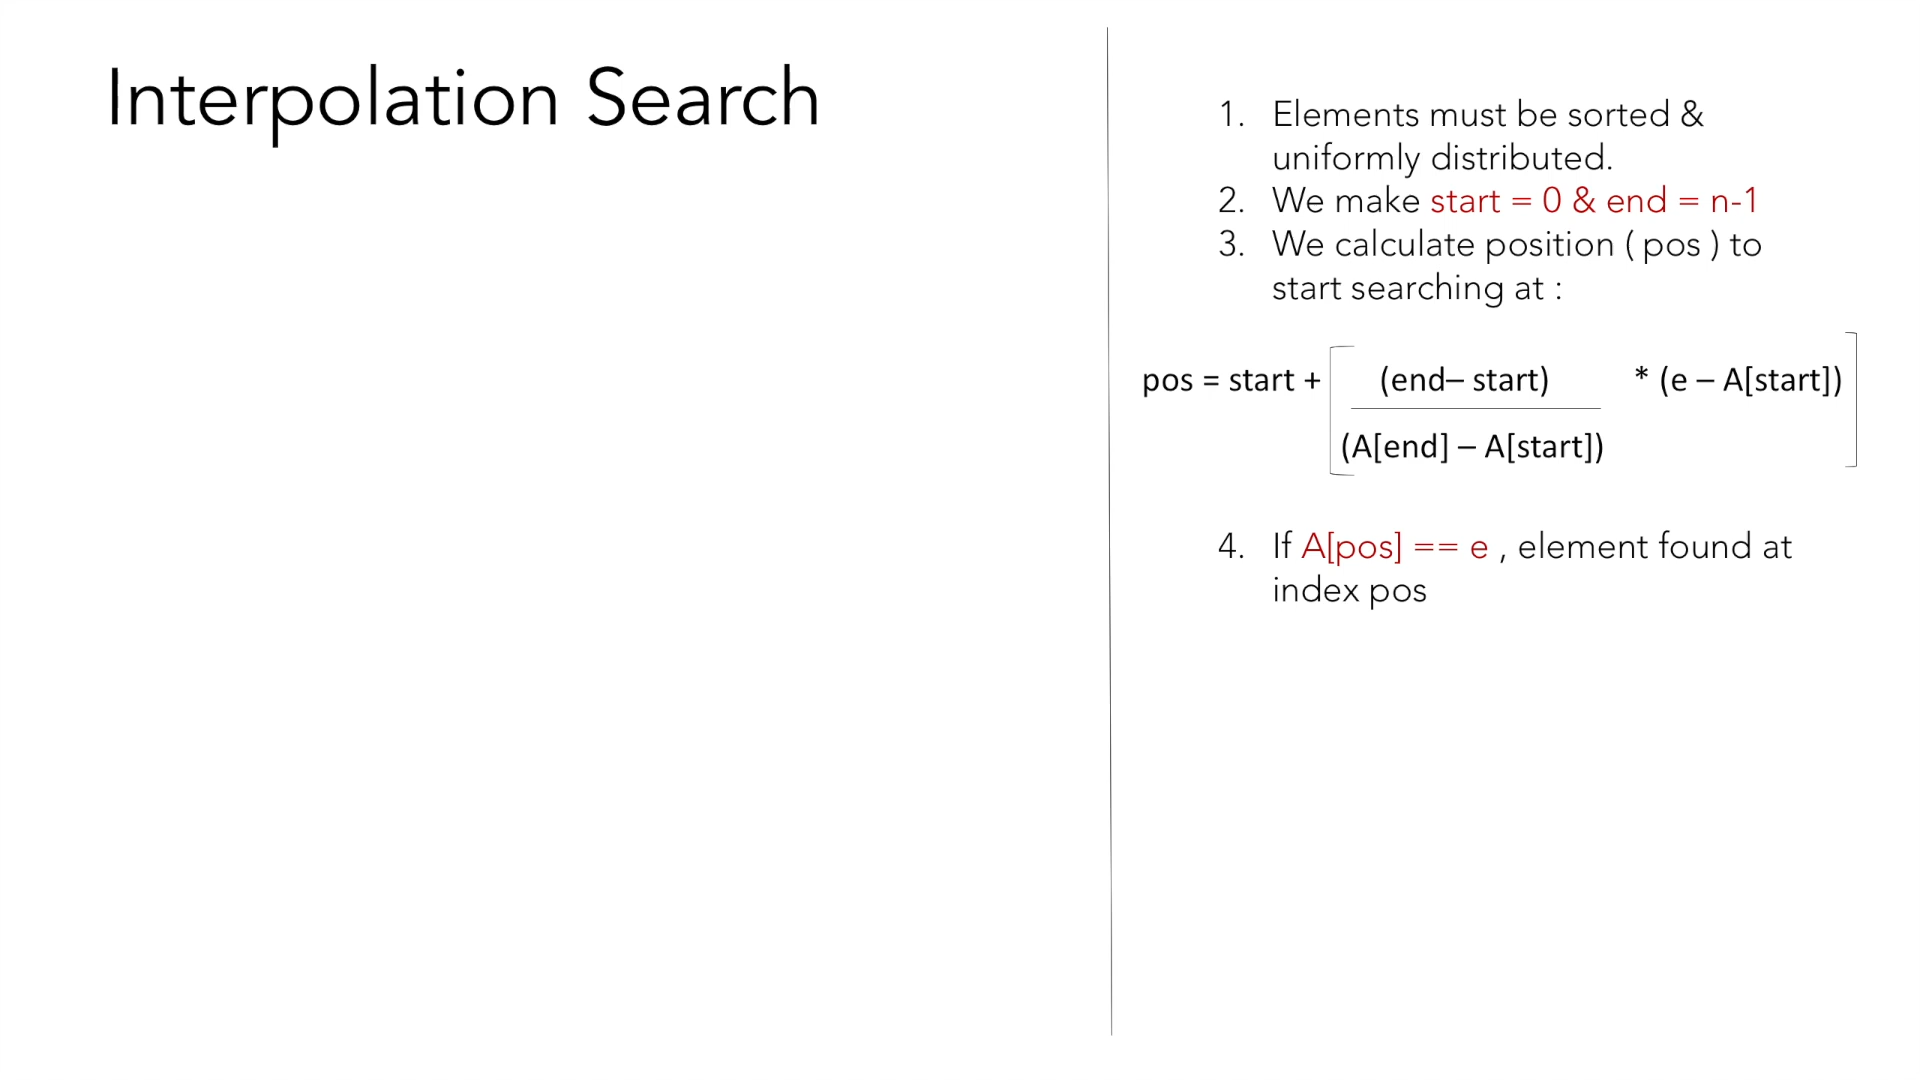 Interpolation Search
1. Elements must be sorted &
uniformly distributed.
2. We make start = 0 & end = n-1
3. We calculate position ( pos ) to
start searching at :
pos = start + (end– start) * (e – A[start])
(A[end] – A[start])
4. If A[pos] == e , element found at
index pos